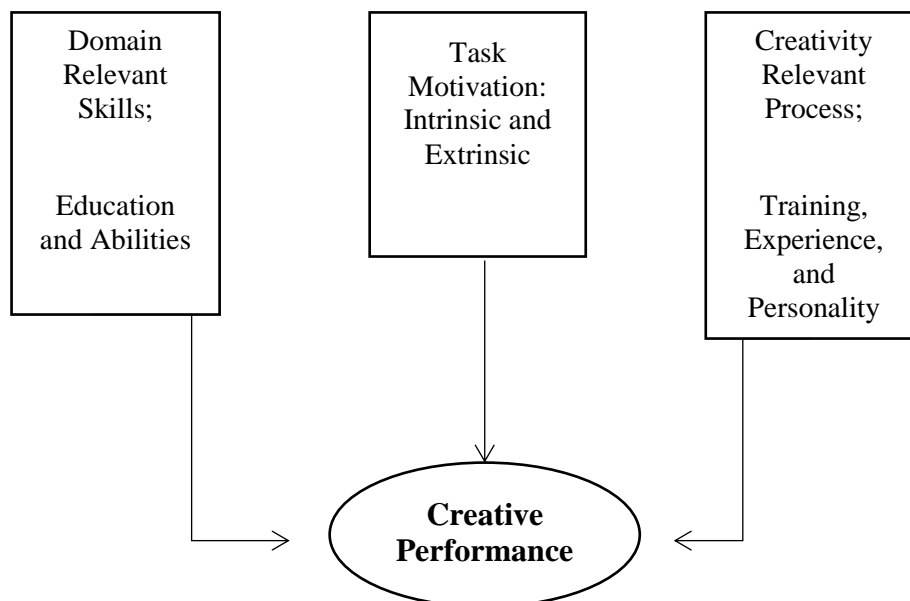 Domain
Relevant
Skills;
Education
and Abilities
Task
Motivation:
Intrinsic and
Extrinsic
Creativity
Relevant
Process;
Training,
Experience,
and
Personality
Creative
Performance